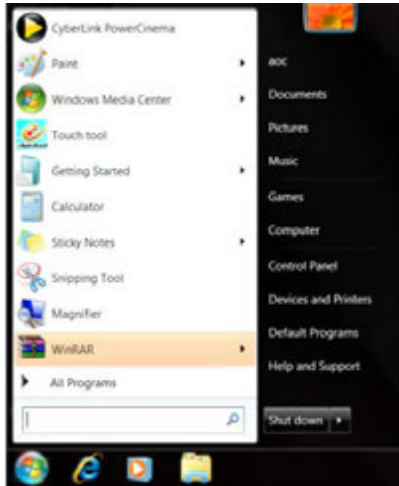 CyberLink PowerCinema
Paint
Windows Media Center
Touch tool
Getting Started
Calculator
Sticky Notes
Snipping Tool
Magnifier
WinRAR
All Programs
aoc
Documents
Pictures
Music
Games
Computer
Control Panel
Devices and Printers
Default Programs
Help and Support
Shut down